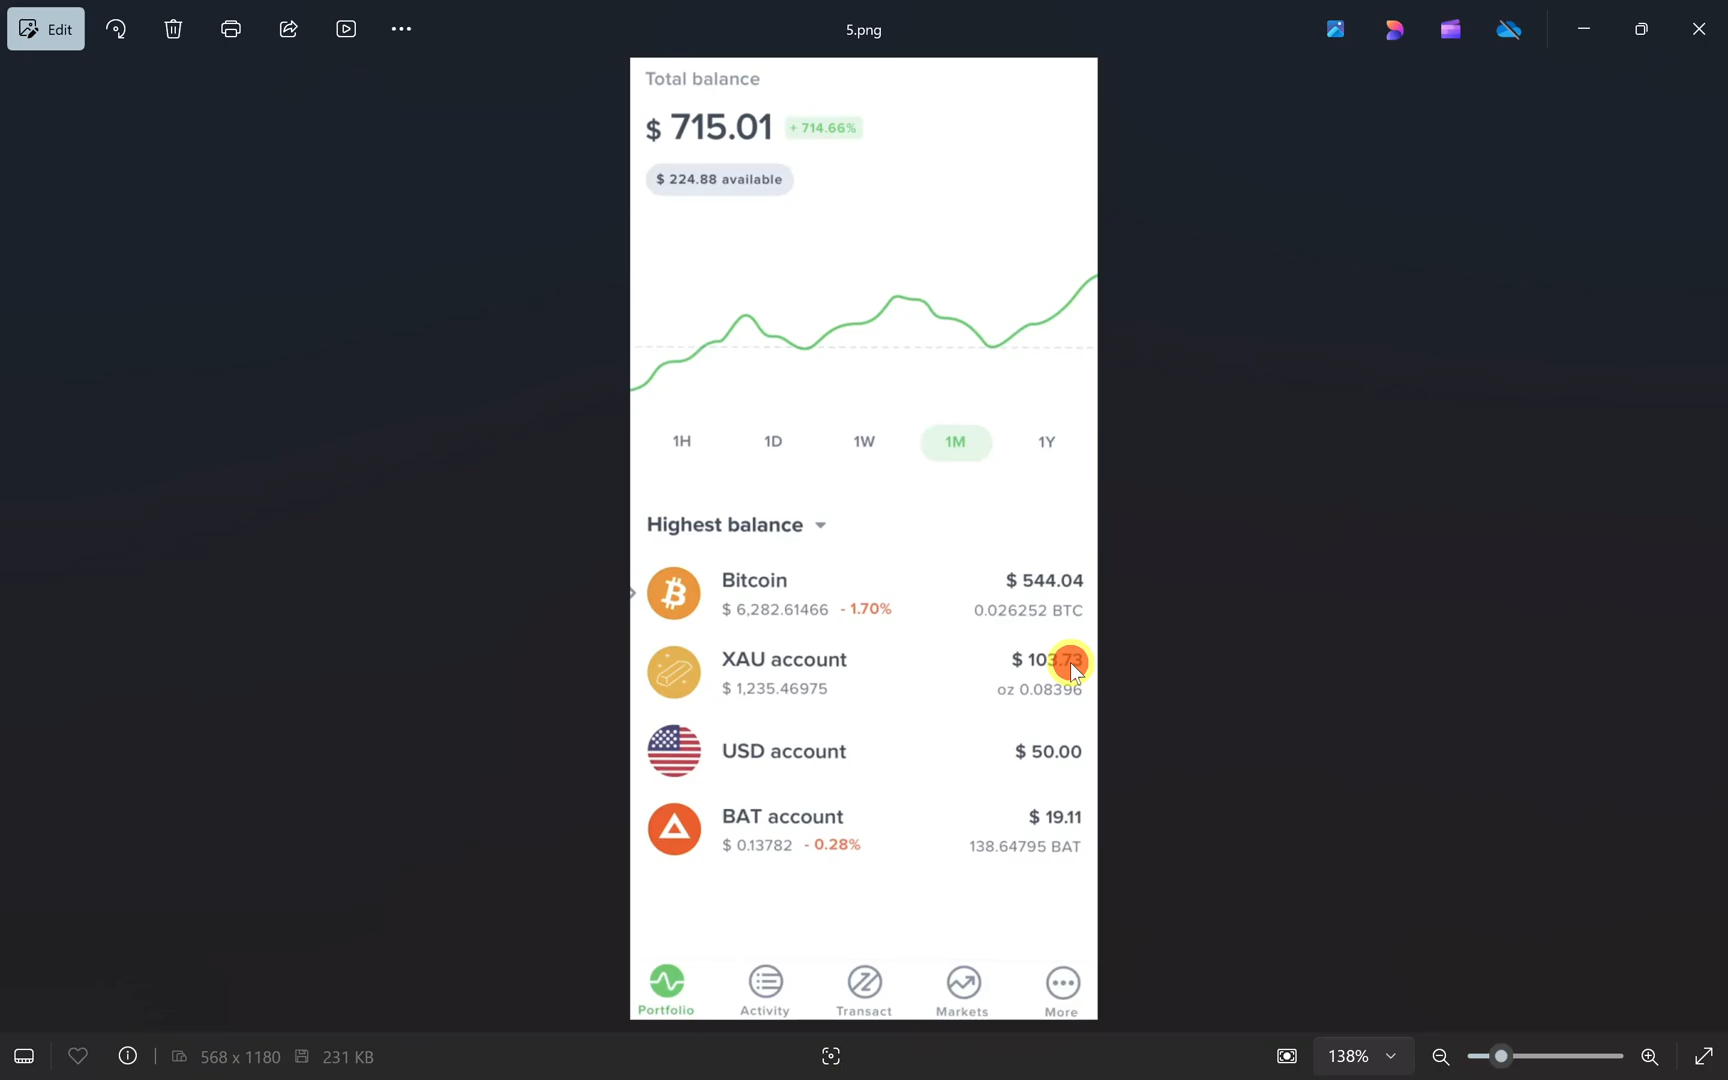 Edit
5.png
Total balance
$ 715.01 + 714.66%
$ 224.88 available
1H 1D 1W 1M 1Y
Highest balance
Bitcoin $ 544.04
$ 6,282.61466 - 1.70% 0.026252 BTC
XAU account $ 103.73
$ 1,235.46975 oz 0.08396
USD account $ 50.00
BAT account $ 19.11
$ 0.13782 - 0.28% 138.64795 BAT
Portfolio Activity Transact Markets More
568 x 1180 231 KB 138%